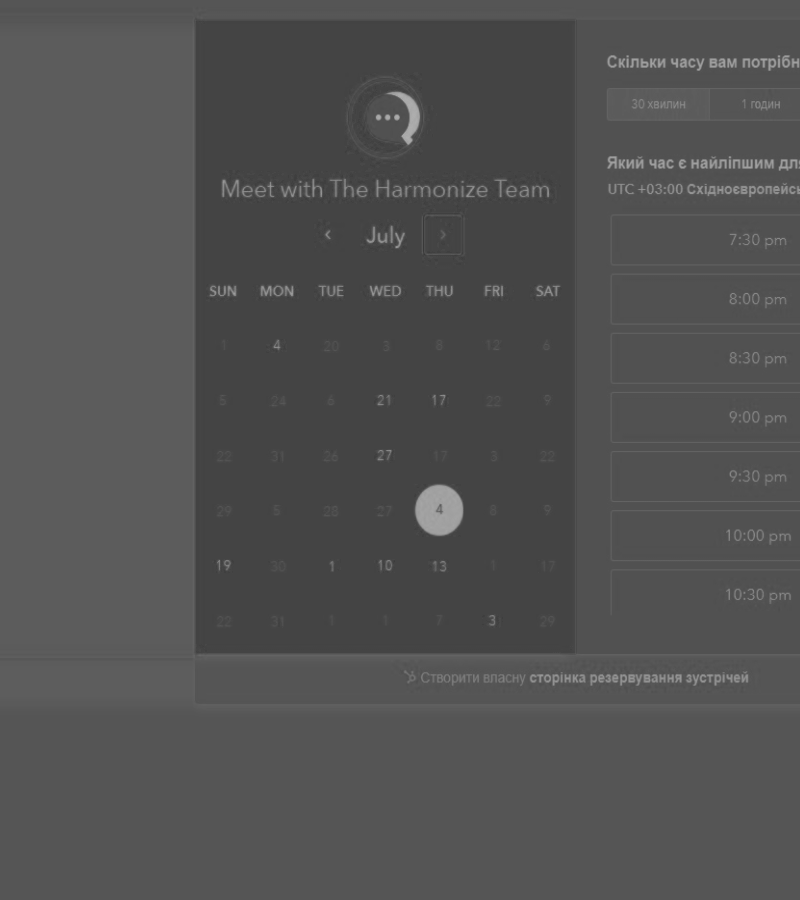 Meet with The Harmonize Team
July
SUN MON TUE WED THU FRI SAT
1 4 20 3 8 12 6
5 24 6 21 17 22 9
22 31 26 27 17 3 22
29 5 28 27 4 6 9
19 30 1 10 13 1 17
22 31 1 1 7 3 29
Скільки часу вам потрібн
30 хвилин 1 годин
Який час є найліпшим дл
UTC +03:00 Східноєвропейсь
7:30 pm
8:00 pm
8:30 pm
9:00 pm
9:30 pm
10:00 pm
10:30 pm
Створити власну сторінка резервування зустрічей